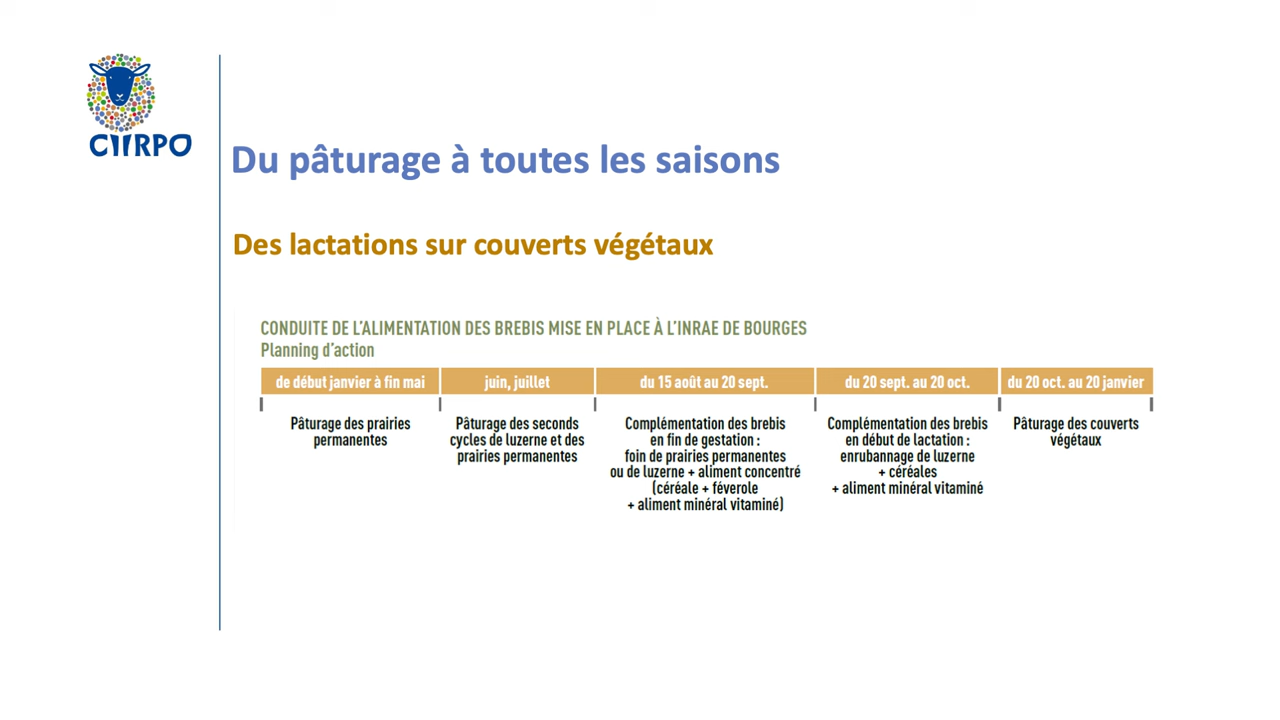 CIIRPO
Du pâturage à toutes les saisons
Des lactations sur couverts végétaux
CONDUITE DE L'ALIMENTATION DES BREBIS MISE EN PLACE À L'INRAE DE BOURGES
Planning d'action
de début janvier à fin mai
Pâturage des prairies
permanentes
juin, juillet
Pâturage des seconds
cycles de luzerne et des
prairies permanentes
du 15 août au 20 sept.
Complémentation des brebis
en fin de gestation :
foin de prairies permanentes
ou de luzerne + aliment concentré
(céréale + féverole
+ aliment minéral vitaminé)
du 20 sept. au 20 oct.
Complémentation des brebis
en début de lactation :
enrubannage de luzerne
+ céréales
+ aliment minéral vitaminé
du 20 oct. au 20 janvier
Pâturage des couverts
végétaux